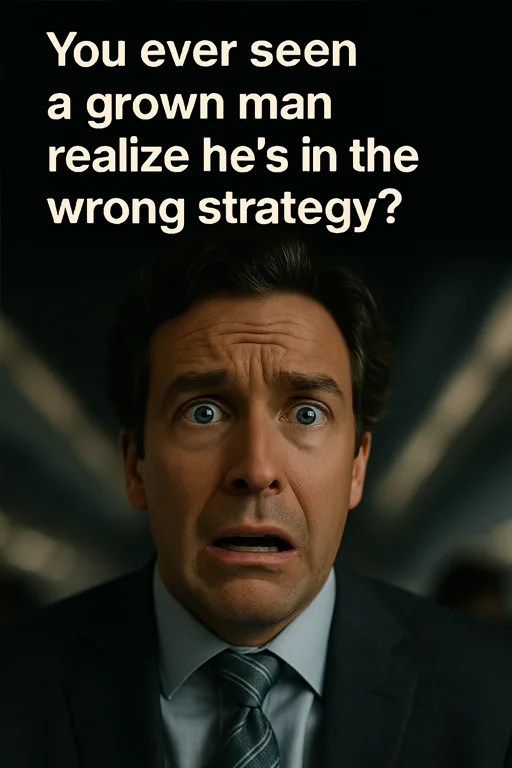 You ever seen
a grown man
realize he's in the
wrong strategy?